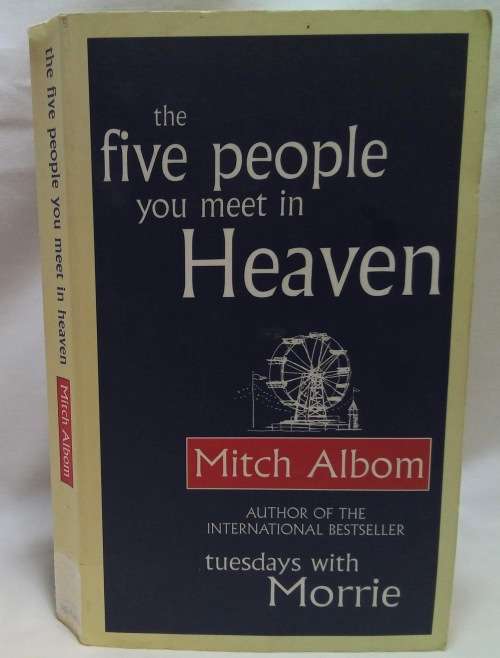 the five people you meet in heaven
Mitch Albom
the
five people
you meet in
Heaven
Mitch Albom
AUTHOR OF THE
INTERNATIONAL BESTSELLER
tuesdays with
Morrie